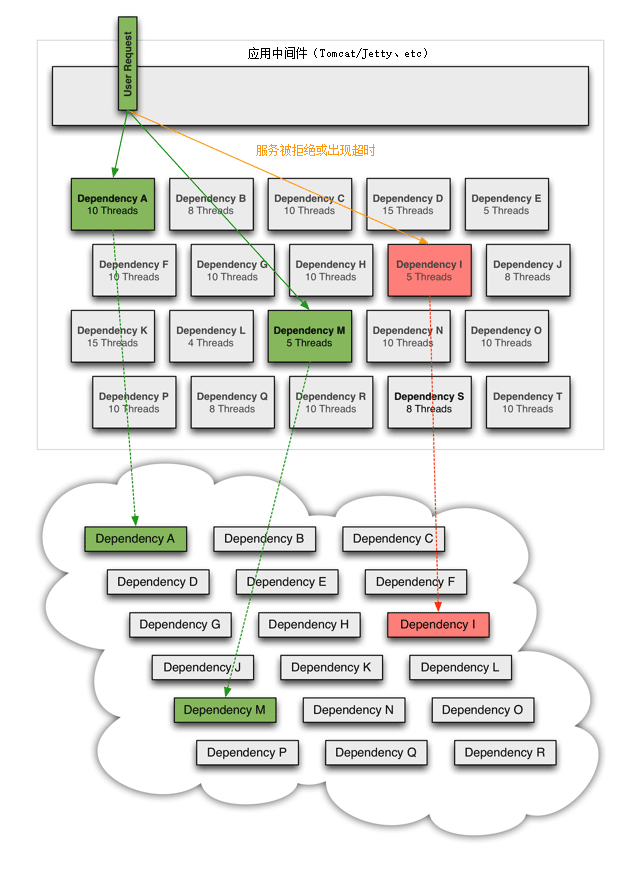 应用中间件（Tomcat/Jetty、etc）
User Request
服务被拒绝或出现超时
Dependency A
10 Threads
Dependency B
8 Threads
Dependency C
10 Threads
Dependency D
15 Threads
Dependency E
5 Threads
Dependency F
10 Threads
Dependency G
10 Threads
Dependency H
10 Threads
Dependency I
5 Threads
Dependency J
8 Threads
Dependency K
15 Threads
Dependency L
4 Threads
Dependency M
5 Threads
Dependency N
10 Threads
Dependency O
10 Threads
Dependency P
10 Threads
Dependency Q
8 Threads
Dependency R
10 Threads
Dependency S
8 Threads
Dependency T
10 Threads
Dependency A
Dependency B
Dependency C
Dependency D
Dependency E
Dependency F
Dependency G
Dependency H
Dependency I
Dependency J
Dependency K
Dependency L
Dependency M
Dependency N
Dependency O
Dependency P
Dependency Q
Dependency R